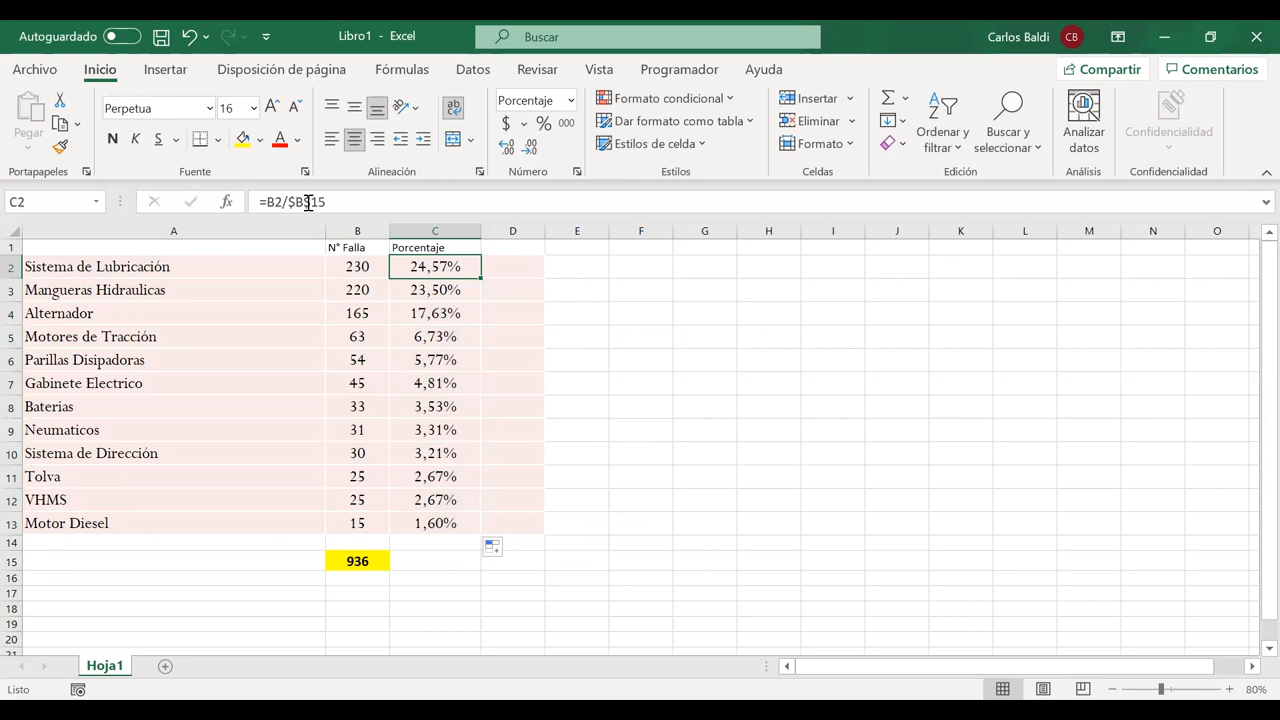 Autoguardado Libro1 - Excel Buscar Carlos Baldi CB
Archivo Inicio Insertar Disposición de página Fórmulas Datos Revisar Vista Programador Ayuda Compartir Comentarios
Pegar Perpetua 16 A A ab Porcentaje Formato condicional Insertar Σ A Z Ordenar y filtrar Buscar y seleccionar Analizar datos Confidencialidad
N K S A $ % 000 Dar formato como tabla Eliminar
Estilos de celda Formato
Portapapeles Fuente Alineación Número Estilos Celdas Edición Análisis Confidencialidad
C2 fx =B2/$B$15
A B C D E F G H I J K L M N O
1 N° Falla Porcentaje
2 Sistema de Lubricación 230 24,57%
3 Mangueras Hidraulicas 220 23,50%
4 Alternador 165 17,63%
5 Motores de Tracción 63 6,73%
6 Parillas Disipadoras 54 5,77%
7 Gabinete Electrico 45 4,81%
8 Baterias 33 3,53%
9 Neumaticos 31 3,31%
10 Sistema de Dirección 30 3,21%
11 Tolva 25 2,67%
12 VHMS 25 2,67%
13 Motor Diesel 15 1,60%
14
15 936
16
17
18
19
20
21
Hoja1
Listo 80%